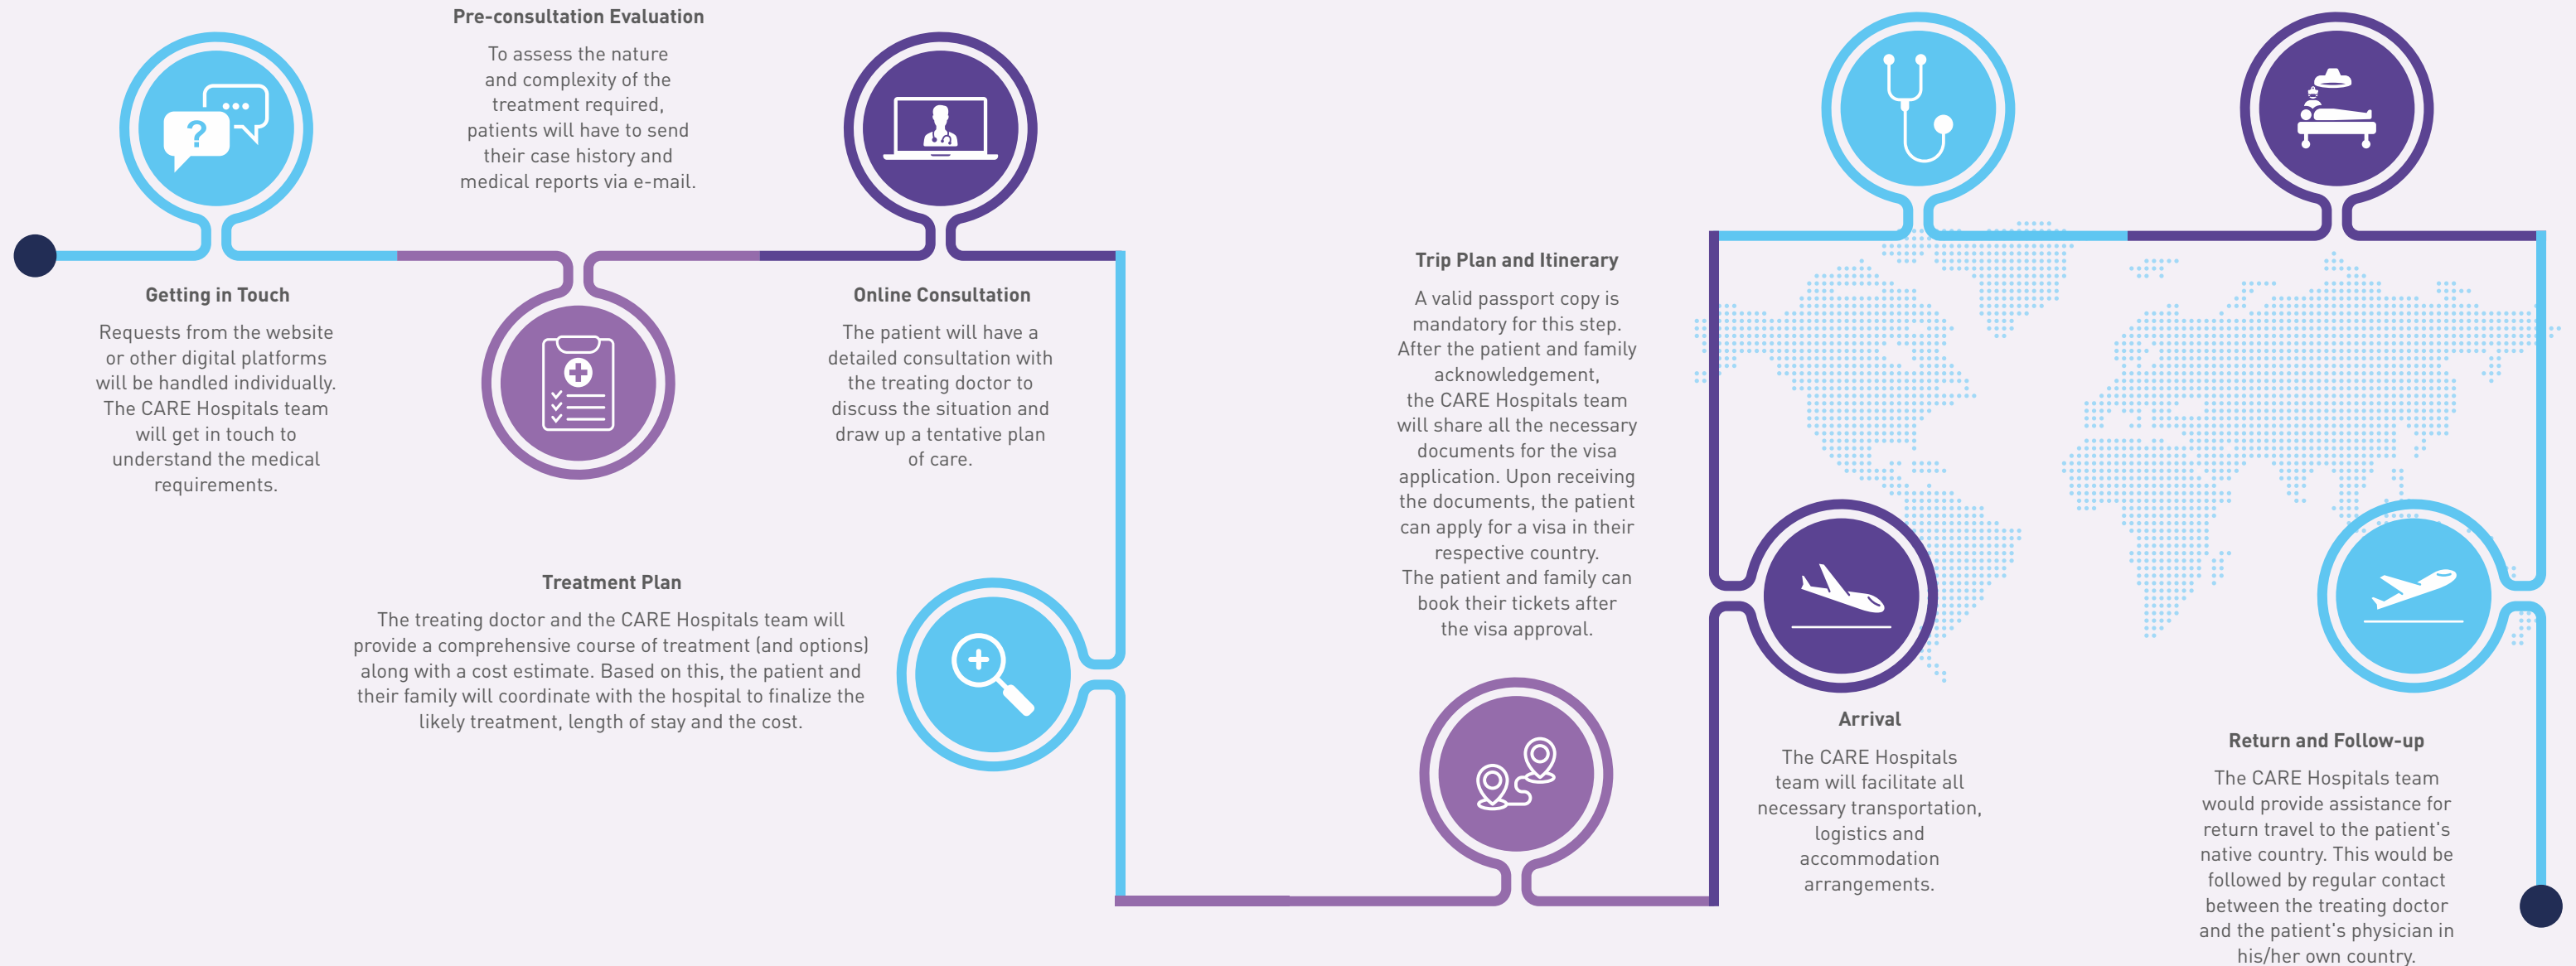 Pre-consultation Evaluation
To assess the nature
and complexity of the
treatment required,
patients will have to send
their case history and
medical reports via e-mail.
?
Getting in Touch
Requests from the website
or other digital platforms
will be handled individually.
The CARE Hospitals team
will get in touch to
understand the medical
requirements.
Online Consultation
The patient will have a
detailed consultation with
the treating doctor to
discuss the situation and
draw up a tentative plan
of care.
Treatment Plan
The treating doctor and the CARE Hospitals team will
provide a comprehensive course of treatment (and options)
along with a cost estimate. Based on this, the patient and
their family will coordinate with the hospital to finalize the
likely treatment, length of stay and the cost.
Trip Plan and Itinerary
A valid passport copy is
mandatory for this step.
After the patient and family
acknowledgement,
the CARE Hospitals team
will share all the necessary
documents for the visa
application. Upon receiving
the documents, the patient
can apply for a visa in their
respective country.
The patient and family can
book their tickets after
the visa approval.
Arrival
The CARE Hospitals
team will facilitate all
necessary transportation,
logistics and
accommodation
arrangements.
Return and Follow-up
The CARE Hospitals team
would provide assistance for
return travel to the patient's
native country. This would be
followed by regular contact
between the treating doctor
and the patient's physician in
his/her own country.